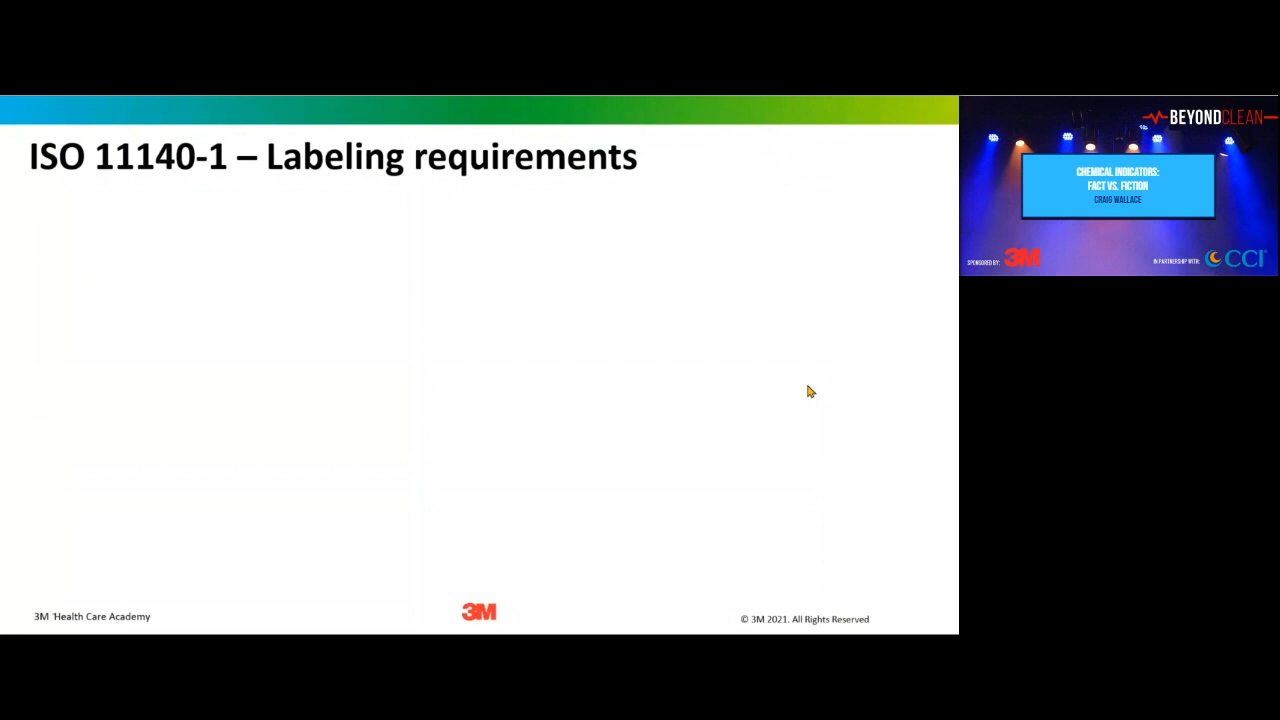 ISO 11140-1 – Labeling requirements
3M 'Health Care Academy
3M
© 3M 2021. All Rights Reserved
BEYONDCLEAN
CHEMICAL INDICATORS:
FACT VS. FICTION
CRAIG WALLACE
SPONSORED BY: 3M
IN PARTNERSHIP WITH: CCI